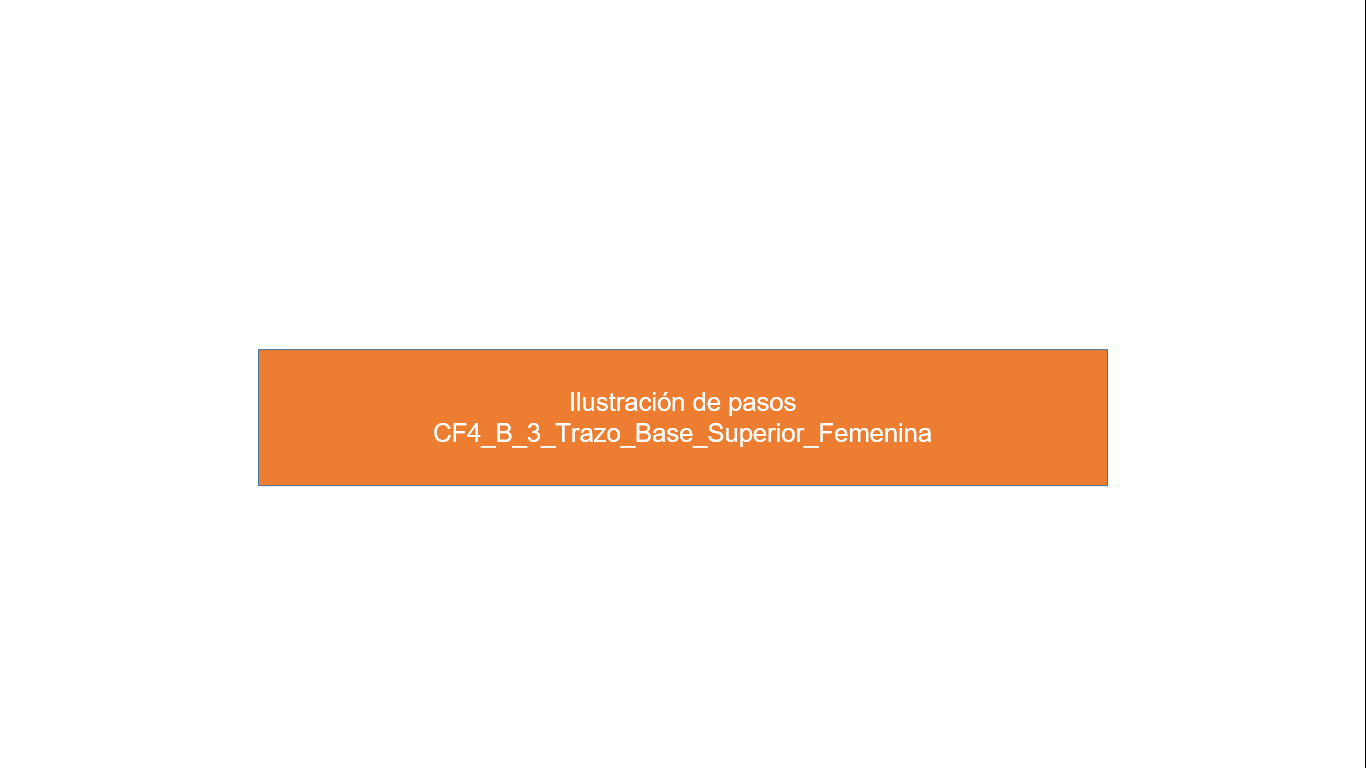 Ilustración de pasos
CF4_B_3_Trazo_Base_Superior_Femenina